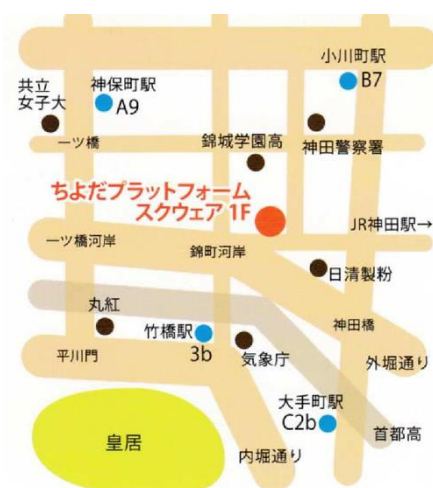 小川町駅
B7
共立
女子大
神保町駅
A9
一ツ橋
錦城学園高
神田警察署
ちよだプラットフォーム
スクウェア 1F
JR神田駅→
一ツ橋河岸
錦町河岸
日清製粉
丸紅
竹橋駅
3b
神田橋
平川門
気象庁
外堀通り
大手町駅
C2b
首都高
皇居
内堀通り